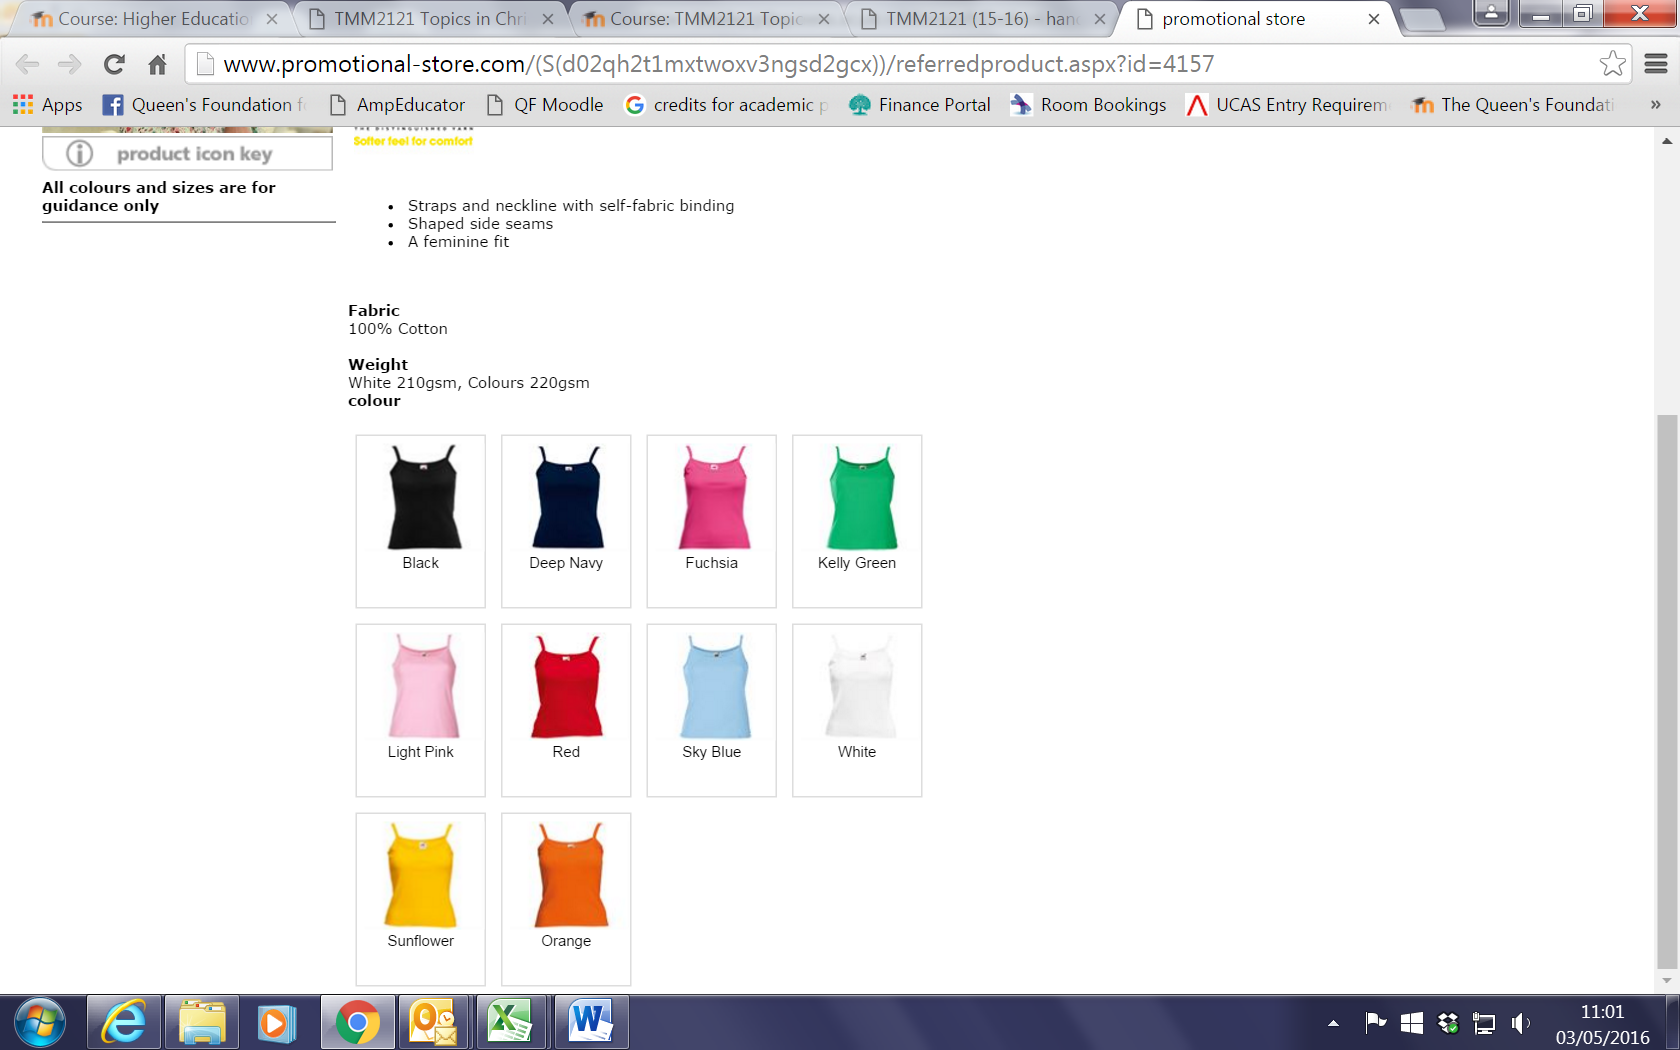 Course: Higher Educatio
TMM2121 Topics in Chri
Course: TMM2121 Topic
TMM2121 (15-16) - han
promotional store
www.promotional-store.com/(S(d02qh2t1mxtwoxv3ngsd2gcx))/referredproduct.aspx?id=4157
Apps
Queen's Foundation f
AmpEducator
QF Moodle
credits for academic p
Finance Portal
Room Bookings
UCAS Entry Requirem
The Queen's Foundati
»
THE DISTINGUISHED YARN
Softer feel for comfort
product icon key
All colours and sizes are for
guidance only
• Straps and neckline with self-fabric binding
• Shaped side seams
• A feminine fit
Fabric
100% Cotton
Weight
White 210gsm, Colours 220gsm
colour
Black
Deep Navy
Fuchsia
Kelly Green
Light Pink
Red
Sky Blue
White
Sunflower
Orange
11:01
03/05/2016